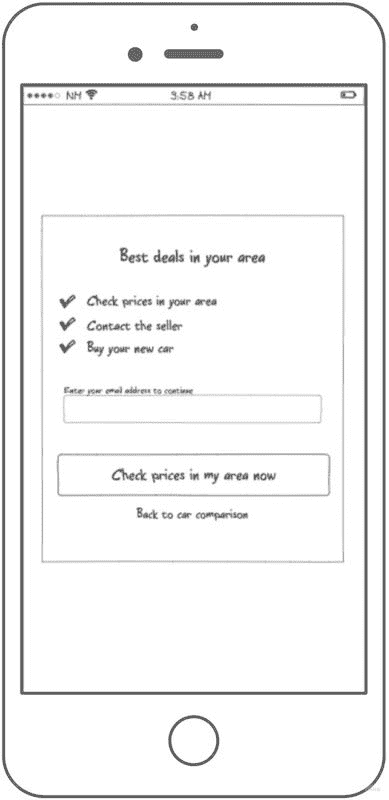 NM 3:58 AM
Best deals in your area
Check prices in your area
Contact the seller
Buy your new car
Enter your email address to continue
Check prices in my area now
Back to car comparison